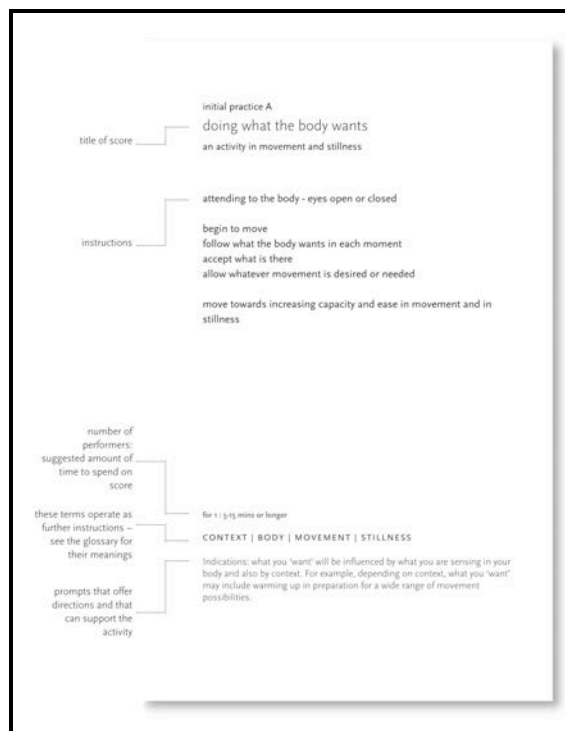 initial practice A
doing what the body wants
title of score
an activity in movement and stillness
attending to the body - eyes open or closed
begin to move
instructions
follow what the body wants in each moment
accept what is there
allow whatever movement is desired or needed
move towards increasing capacity and ease in movement and in
stillness
number of
performers:
suggested amount of
time to spend on
score
for 1 : 5-15 mins or longer
these terms operate as
further instructions –
see the glossary for
their meanings
CONTEXT | BODY | MOVEMENT | STILLNESS
Indications: what you ‘want’ will be influenced by what you are sensing in your
body and also by context. For example, depending on context, what you ‘want’
may include warming up in preparation for a wide range of movement
possibilities.
prompts that offer
directions and that
can support the
activity